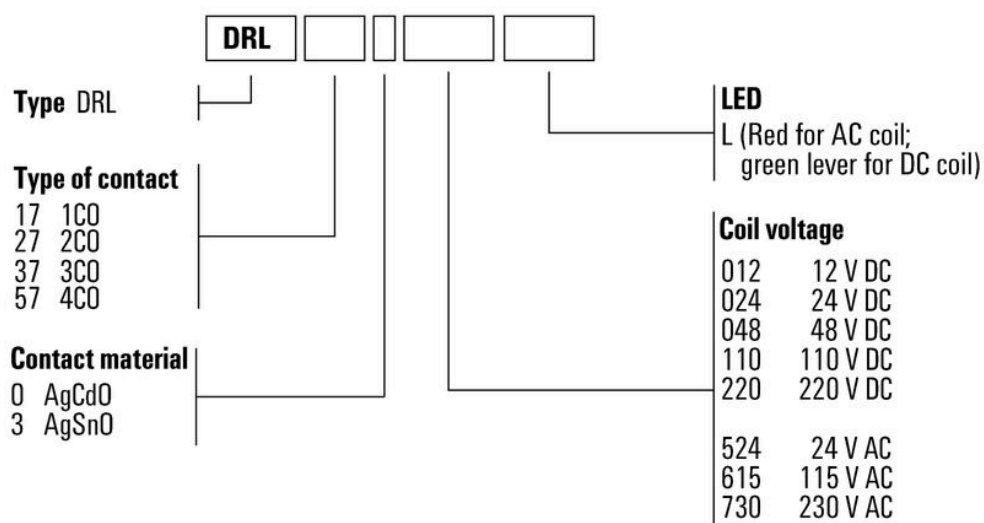 DRL
Type DRL
Type of contact
17 1CO
27 2CO
37 3CO
57 4CO
Contact material
0 AgCdO
3 AgSnO
LED
L (Red for AC coil;
green lever for DC coil)
Coil voltage
012 12 V DC
024 24 V DC
048 48 V DC
110 110 V DC
220 220 V DC
524 24 V AC
615 115 V AC
730 230 V AC